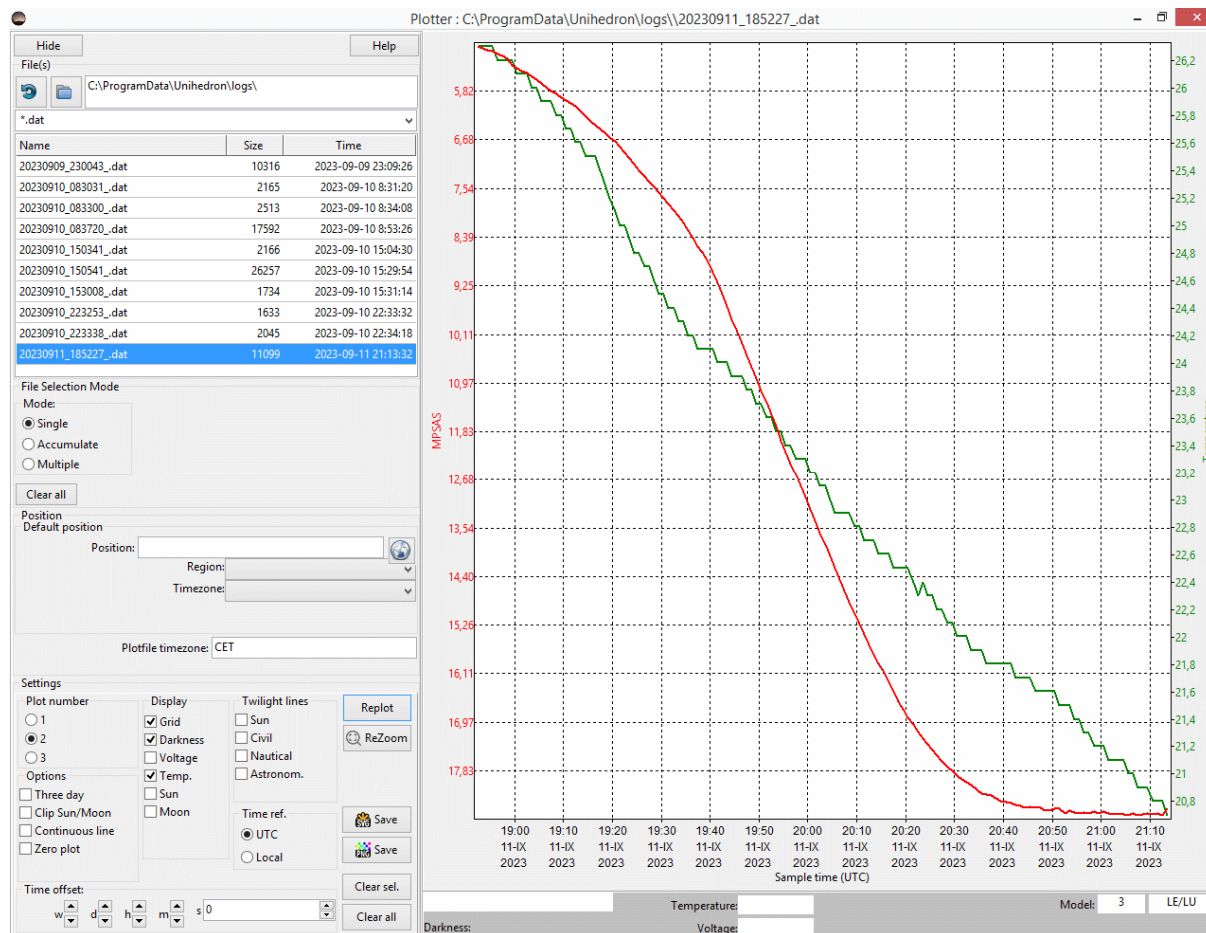 Plotter : C:\ProgramData\Unihedron\logs\\20230911_185227_.dat
Hide
Help
File(s)
C:\ProgramData\Unihedron\logs\
*.dat
Name Size Time
20230909_230043_.dat 10316 2023-09-09 23:09:26
20230910_083031_.dat 2165 2023-09-10 8:31:20
20230910_083300_.dat 2513 2023-09-10 8:34:08
20230910_083720_.dat 17592 2023-09-10 8:53:26
20230910_150341_.dat 2166 2023-09-10 15:04:30
20230910_150541_.dat 26257 2023-09-10 15:29:54
20230910_153008_.dat 1734 2023-09-10 15:31:14
20230910_223253_.dat 1633 2023-09-10 22:33:32
20230910_223338_.dat 2045 2023-09-10 22:34:18
20230911_185227_.dat 11099 2023-09-11 21:13:32
File Selection Mode
Mode:
Single
Accumulate
Multiple
Clear all
Position
Default position
Position:
Region:
Timezone:
Plotfile timezone: CET
Settings
Plot number
1
2
3
Options
Three day
Clip Sun/Moon
Continuous line
Zero plot
Display
Grid
Darkness
Voltage
Temp.
Sun
Moon
Twilight lines
Sun
Civil
Nautical
Astronom.
Time ref.
UTC
Local
Replot
ReZoom
SVG Save
PNG Save
Clear sel.
Clear all
Time offset:
w d h m s 0
MPSAS
5,82
6,68
7,54
8,39
9,25
10,11
10,97
11,83
12,68
13,54
14,40
15,26
16,11
16,97
17,83
26,2
26
25,8
25,6
25,4
25,2
25
24,8
24,6
24,4
24,2
24
23,8
23,6
23,4
23,2
23
22,8
22,6
22,4
22,2
22
21,8
21,6
21,4
21,2
21
20,8
19:00 19:10 19:20 19:30 19:40 19:50 20:00 20:10 20:20 20:30 20:40 20:50 21:00 21:10
11-IX 11-IX 11-IX 11-IX 11-IX 11-IX 11-IX 11-IX 11-IX 11-IX 11-IX 11-IX 11-IX 11-IX
2023 2023 2023 2023 2023 2023 2023 2023 2023 2023 2023 2023 2023 2023
Sample time (UTC)
Temperature:
Model: 3 LE/LU
Darkness:
Voltage: